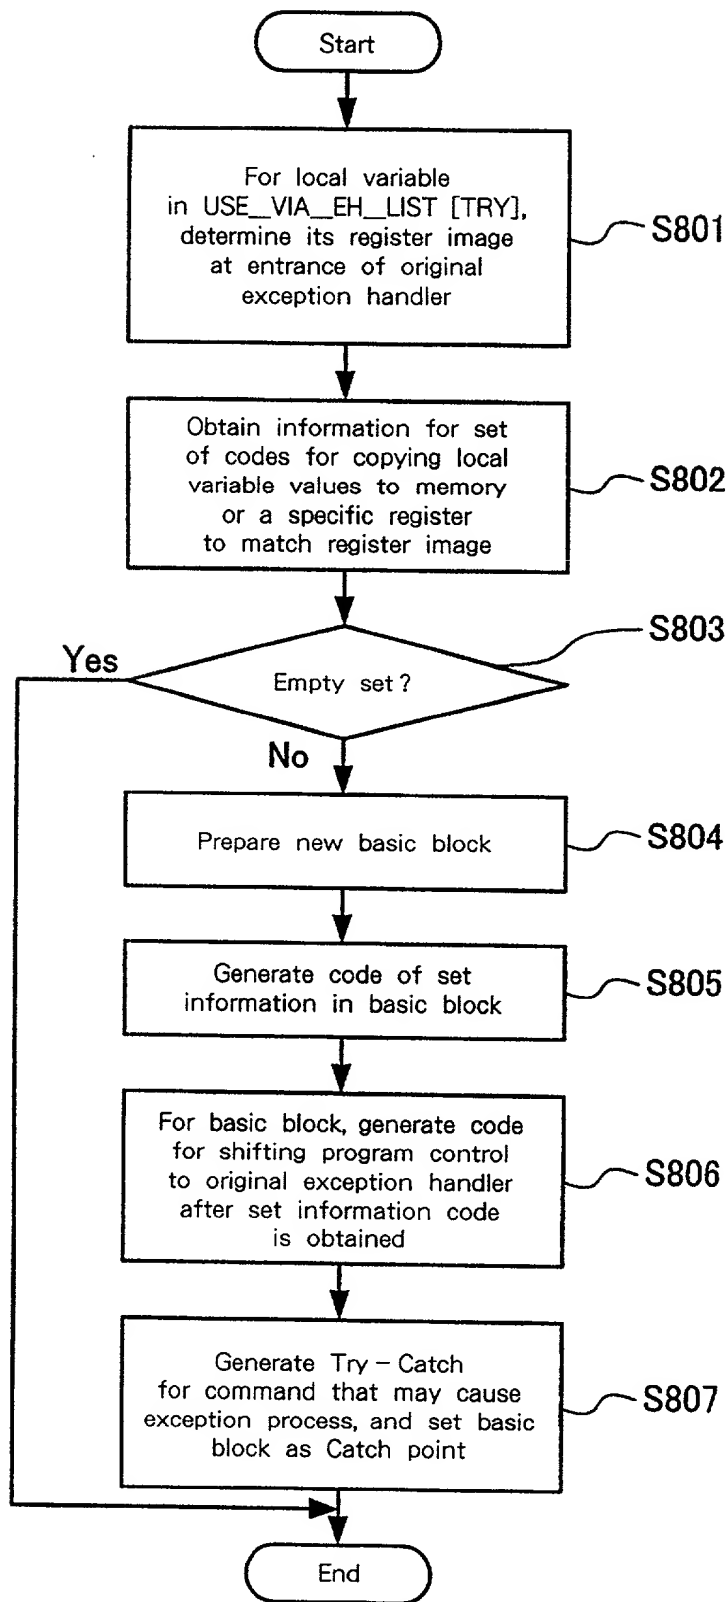 Start
For local variable
in USE_VIA_EH_LIST [TRY],
determine its register image
at entrance of original
exception handler
S801
Obtain information for set
of codes for copying local
variable values to memory
or a specific register
to match register image
S802
S803
Yes
Empty set?
No
Prepare new basic block
S804
Generate code of set
information in basic block
S805
For basic block, generate code
for shifting program control
to original exception handler
after set information code
is obtained
S806
Generate Try-Catch
for command that may cause
exception process, and set basic
block as Catch point
S807
End